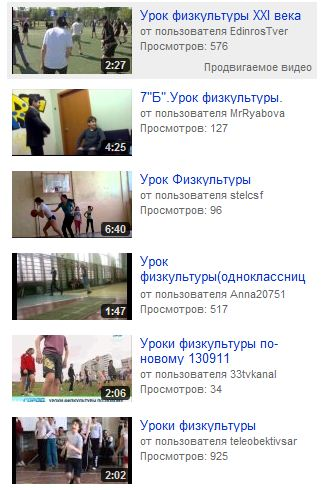 Урок физкультуры XXI века
от пользователя EdinrosTver
Просмотров: 576
2:27
Продвигаемое видео
7"Б".Урок физкультуры.
от пользователя MrRyabova
Просмотров: 127
4:25
Урок Физкультуры
от пользователя stelcsf
Просмотров: 96
6:40
Урок
физкультуры(одноклассниц
от пользователя Anna20751
Просмотров: 517
1:47
Уроки физкультуры по-
новому 130911
от пользователя 33tvkanal
Просмотров: 34
ГОРОД
УРОКИ ФИЗКУЛЬТУРЫ
2:06
Уроки физкультуры
от пользователя teleobektivsar
Просмотров: 925
2:02